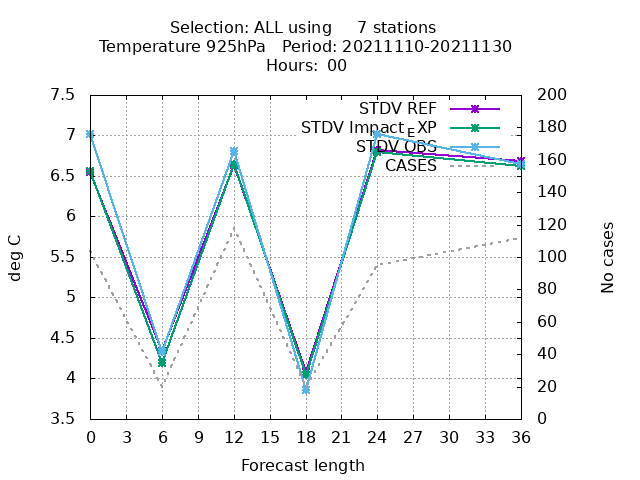 Selection: ALL using     7 stations
Temperature 925hPa   Period: 20211110-20211130
Hours:  00
7.5
7
6.5
6
5.5
5
4.5
4
3.5
200
180
160
140
120
100
80
60
40
20
0
0 3 6 9 12 15 18 21 24 27 30 33 36
deg C
No cases
Forecast length
STDV REF
STDV Impact_EXP
STDV OBS
CASES